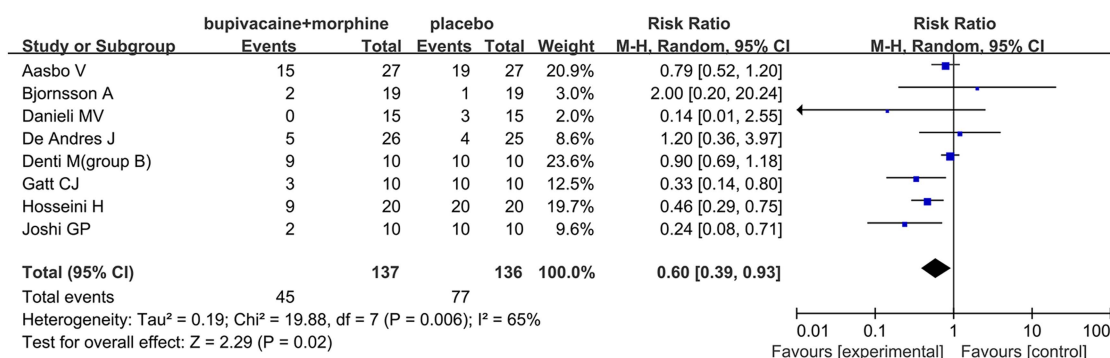 bupivacaine+morphine placebo Risk Ratio Risk Ratio
Study or Subgroup Events Total Events Total Weight M-H, Random, 95% CI M-H, Random, 95% CI
Aasbo V 15 27 19 27 20.9% 0.79 [0.52, 1.20]
Bjornsson A 2 19 1 19 3.0% 2.00 [0.20, 20.24]
Danieli MV 0 15 3 15 2.0% 0.14 [0.01, 2.55]
De Andres J 5 26 4 25 8.6% 1.20 [0.36, 3.97]
Denti M(group B) 9 10 10 10 23.6% 0.90 [0.69, 1.18]
Gatt CJ 3 10 10 10 12.5% 0.33 [0.14, 0.80]
Hosseini H 9 20 20 20 19.7% 0.46 [0.29, 0.75]
Joshi GP 2 10 10 10 9.6% 0.24 [0.08, 0.71]
Total (95% CI) 137 136 100.0% 0.60 [0.39, 0.93]
Total events 45 77
Heterogeneity: Tau² = 0.19; Chi² = 19.88, df = 7 (P = 0.006); I² = 65%
Test for overall effect: Z = 2.29 (P = 0.02)
0.01 0.1 1 10 100
Favours [experimental] Favours [control]